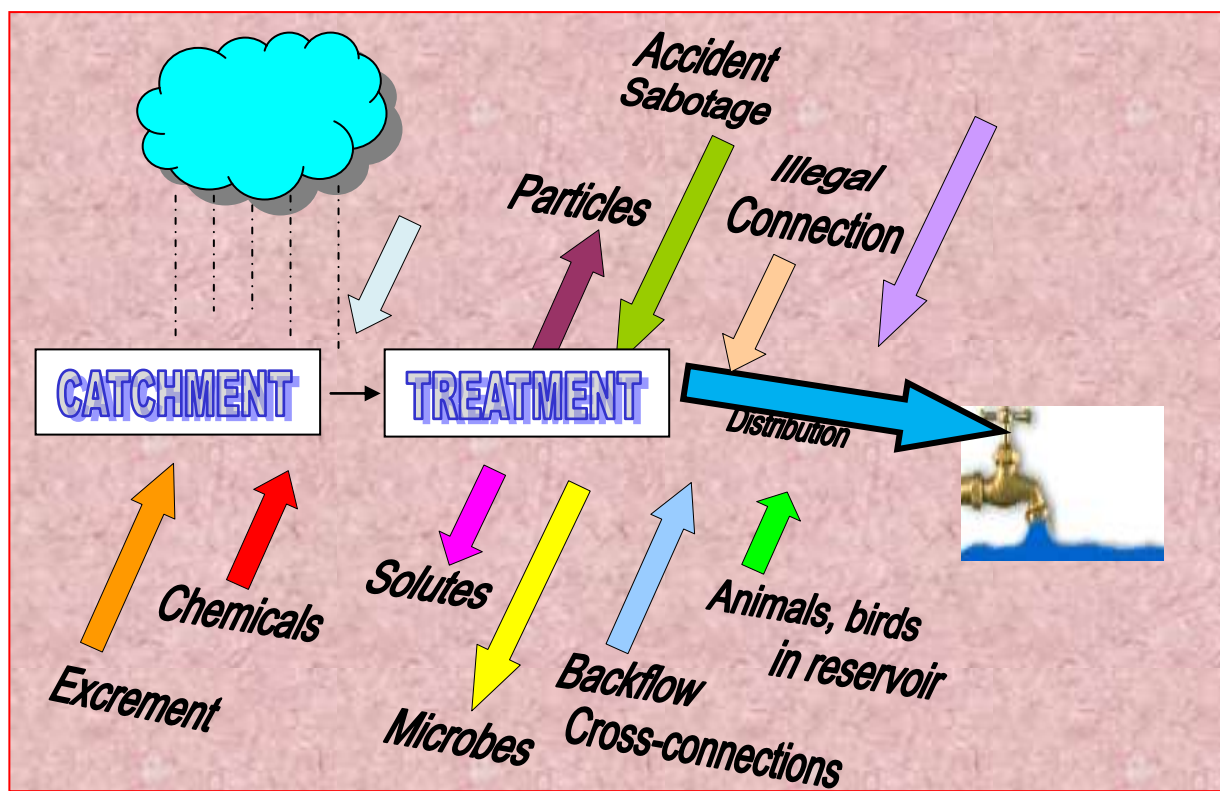 Accident
Sabotage
Illegal
Connection
Particles
CATCHMENT
TREATMENT
Distribution
Chemicals
Excrement
Solutes
Microbes
Backflow
Cross-connections
Animals, birds
in reservoir